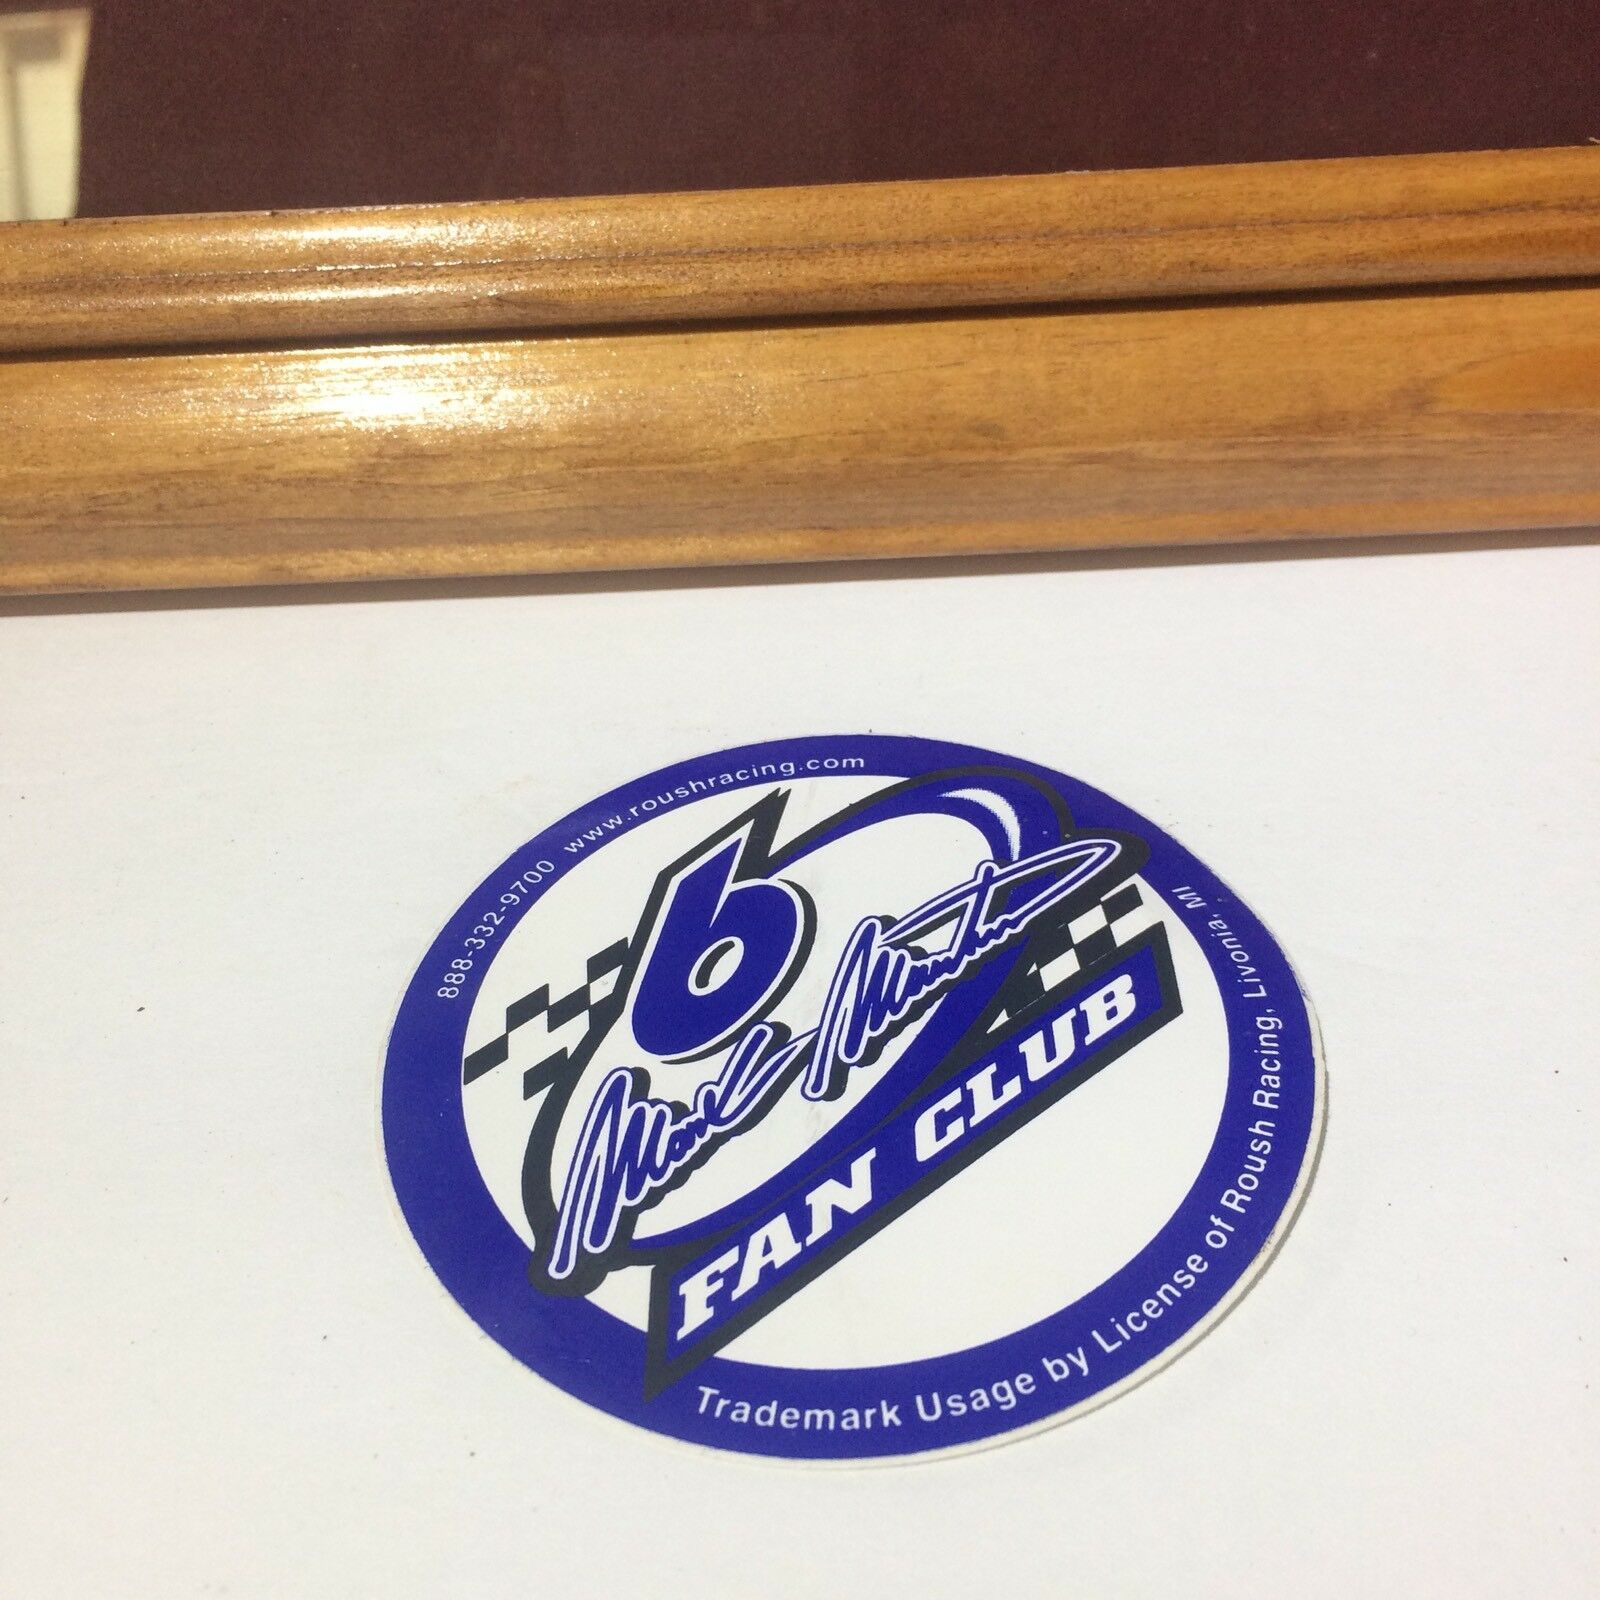 888-332-9700 www.roushracing.com
6
Mark Martin
FAN CLUB
Trademark Usage by License of Roush Racing, Livonia, MI